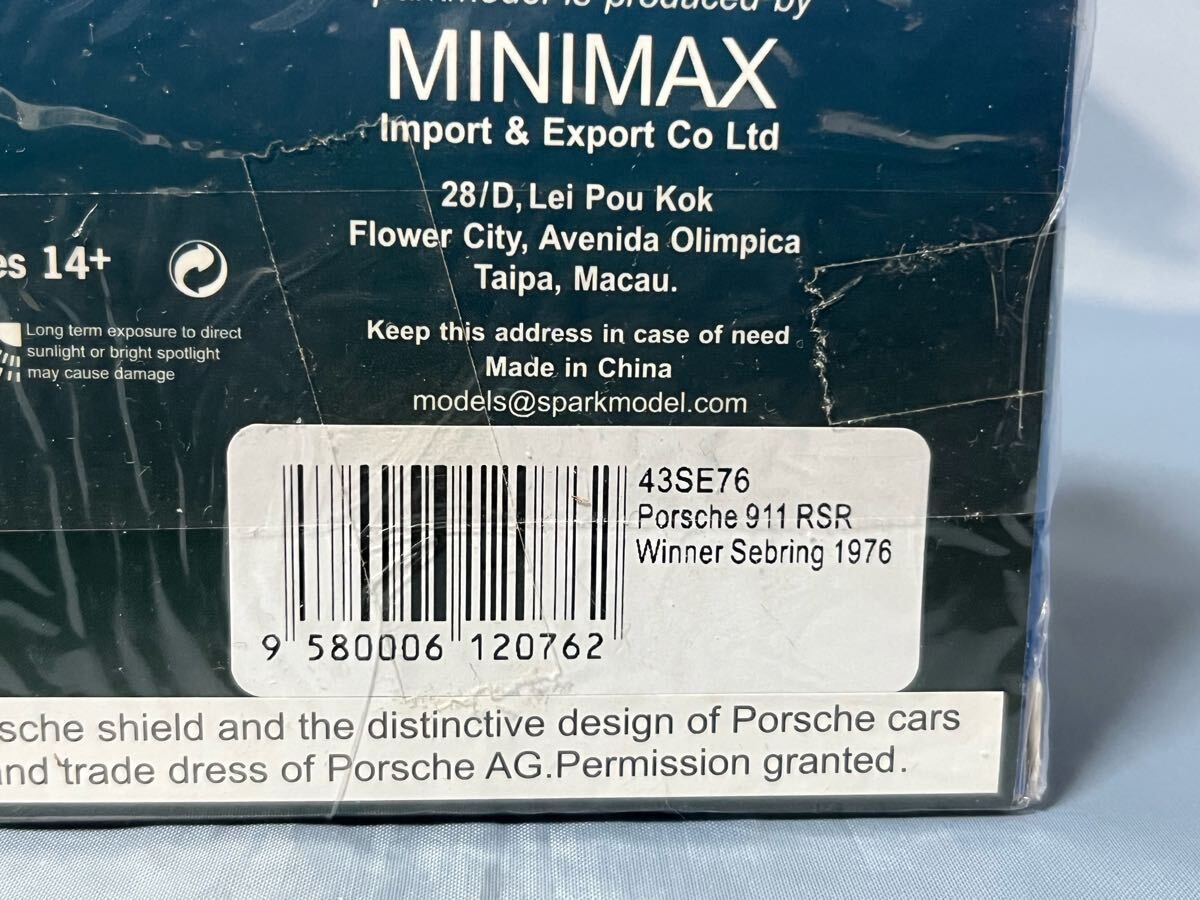 is produced by
MINIMAX
Import & Export Co Ltd
28/D, Lei Pou Kok
Flower City, Avenida Olimpica
Taipa, Macau.
14+
Long term exposure to direct
sunlight or bright spotlight
may cause damage
Keep this address in case of need
Made in China
models@sparkmodel.com
43SE76
Porsche 911 RSR
Winner Sebring 1976
9 580006 120762
sche shield and the distinctive design of Porsche cars
nd trade dress of Porsche AG.Permission granted.